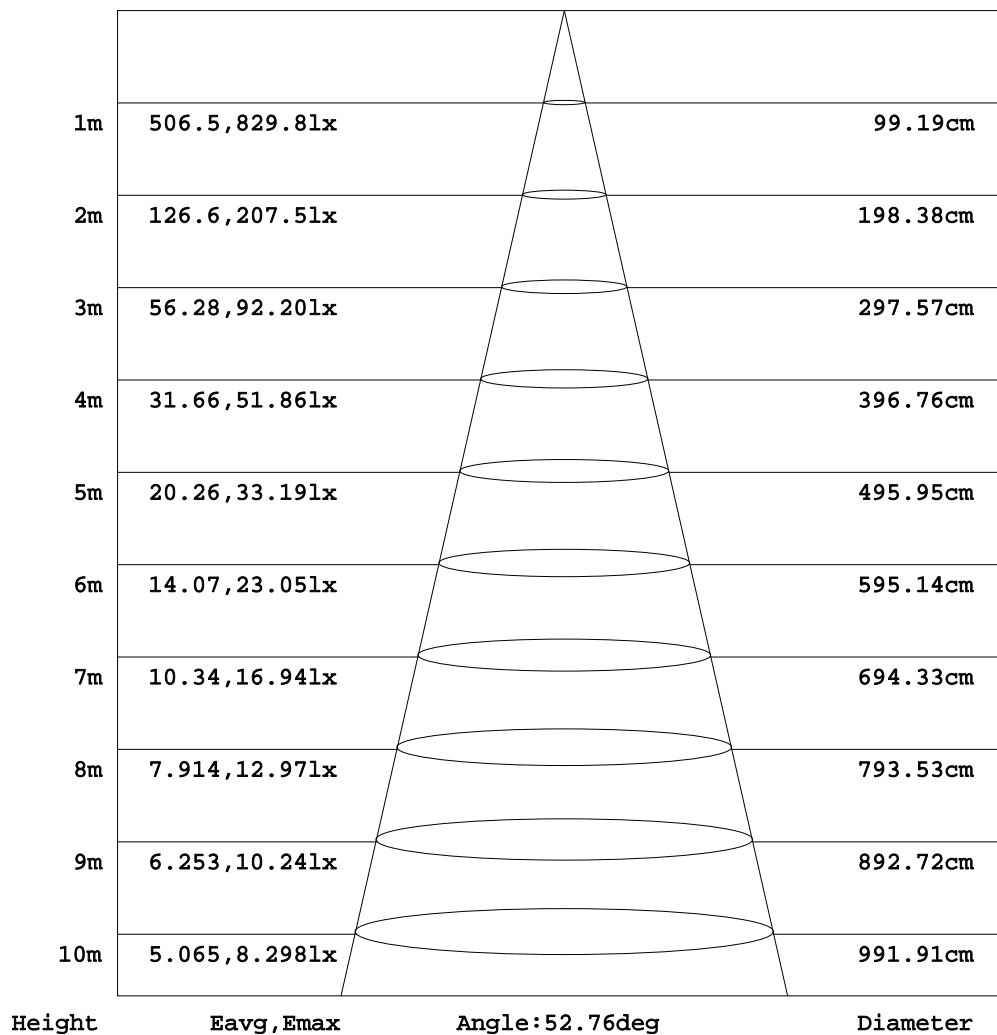 1m 506.5,829.8lx 99.19cm
2m 126.6,207.5lx 198.38cm
3m 56.28,92.20lx 297.57cm
4m 31.66,51.86lx 396.76cm
5m 20.26,33.19lx 495.95cm
6m 14.07,23.05lx 595.14cm
7m 10.34,16.94lx 694.33cm
8m 7.914,12.97lx 793.53cm
9m 6.253,10.24lx 892.72cm
10m 5.065,8.298lx 991.91cm
Height Eavg,Emax Angle:52.76deg Diameter